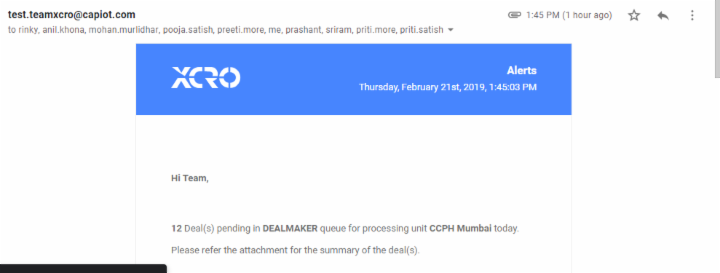 test.teamxcro@capiot.com
1:45 PM (1 hour ago)
to rinky, anil.khona, mohan.murlidhar, pooja.satish, preeti.more, me, prashant, sriram, priti.more, priti.satish
XCRO
Alerts
Thursday, February 21st, 2019, 1:45:03 PM
Hi Team,
12 Deal(s) pending in DEALMAKER queue for processing unit CCPH Mumbai today.
Please refer the attachment for the summary of the deal(s).